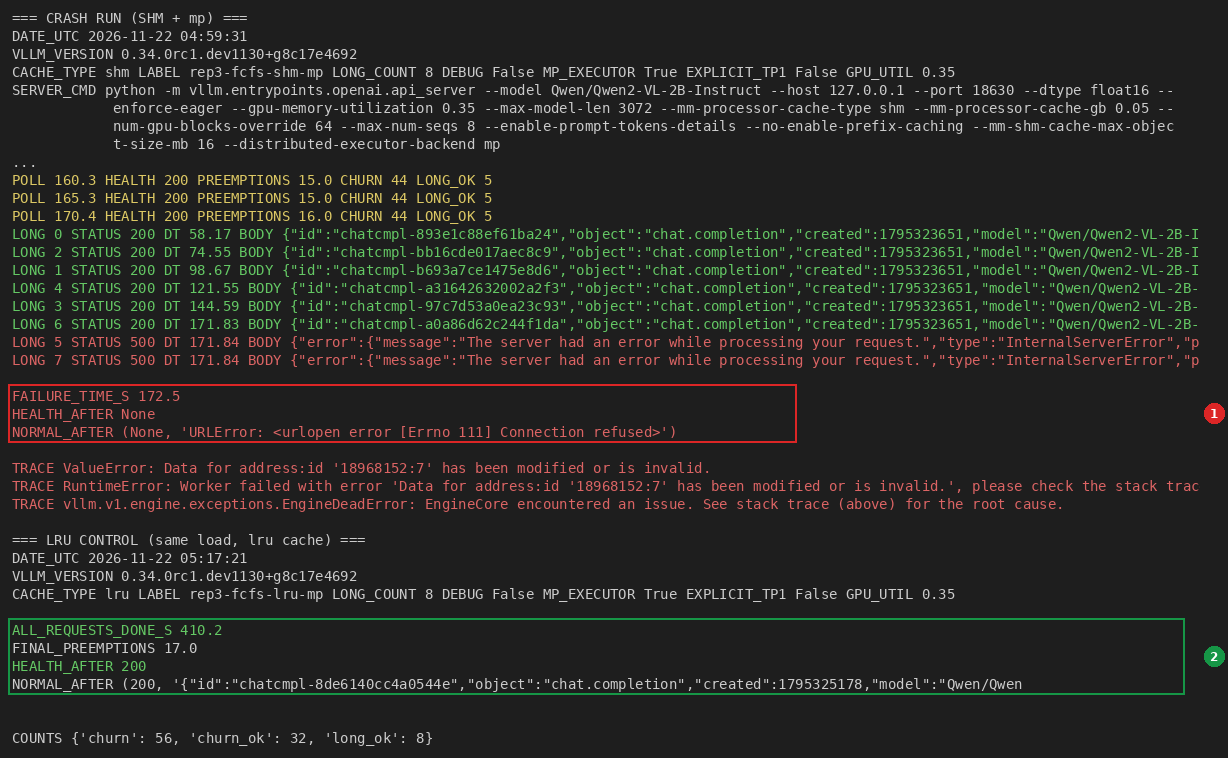 === CRASH RUN (SHM + mp) ===
DATE_UTC 2026-11-22 04:59:31
VLLM_VERSION 0.34.0rc1.dev1130+g8c17e4692
CACHE_TYPE shm LABEL rep3-fcfs-shm-mp LONG_COUNT 8 DEBUG False MP_EXECUTOR True EXPLICIT_TP1 False GPU_UTIL 0.35
SERVER_CMD python -m vllm.entrypoints.openai.api_server --model Qwen/Qwen2-VL-2B-Instruct --host 127.0.0.1 --port 18630 --dtype float16 --
enforce-eager --gpu-memory-utilization 0.35 --max-model-len 3072 --mm-processor-cache-type shm --mm-processor-cache-gb 0.05 --
num-gpu-blocks-override 64 --max-num-seqs 8 --enable-prompt-tokens-details --no-enable-prefix-caching --mm-shm-cache-max-objec
t-size-mb 16 --distributed-executor-backend mp
...
POLL 160.3 HEALTH 200 PREEMPTIONS 15.0 CHURN 44 LONG_OK 5
POLL 165.3 HEALTH 200 PREEMPTIONS 15.0 CHURN 44 LONG_OK 5
POLL 170.4 HEALTH 200 PREEMPTIONS 16.0 CHURN 44 LONG_OK 5
LONG 0 STATUS 200 DT 58.17 BODY {"id":"chatcmpl-893e1c88ef61ba24","object":"chat.completion","created":1795323651,"model":"Qwen/Qwen2-VL-2B-I
LONG 2 STATUS 200 DT 74.55 BODY {"id":"chatcmpl-bb16cde017aec8c9","object":"chat.completion","created":1795323651,"model":"Qwen/Qwen2-VL-2B-I
LONG 1 STATUS 200 DT 98.67 BODY {"id":"chatcmpl-b693a7ce1475e8d6","object":"chat.completion","created":1795323651,"model":"Qwen/Qwen2-VL-2B-I
LONG 4 STATUS 200 DT 121.55 BODY {"id":"chatcmpl-a31642632002a2f3","object":"chat.completion","created":1795323651,"model":"Qwen/Qwen2-VL-2B-
LONG 3 STATUS 200 DT 144.59 BODY {"id":"chatcmpl-97c7d53a0ea23c93","object":"chat.completion","created":1795323651,"model":"Qwen/Qwen2-VL-2B-
LONG 6 STATUS 200 DT 171.83 BODY {"id":"chatcmpl-a0a86d62c244f1da","object":"chat.completion","created":1795323651,"model":"Qwen/Qwen2-VL-2B-
LONG 5 STATUS 500 DT 171.84 BODY {"error":{"message":"The server had an error while processing your request.","type":"InternalServerError","p
LONG 7 STATUS 500 DT 171.84 BODY {"error":{"message":"The server had an error while processing your request.","type":"InternalServerError","p
FAILURE_TIME_S 172.5
HEALTH_AFTER None
1
NORMAL_AFTER (None, 'URLError: <urlopen error [Errno 111] Connection refused>')
TRACE ValueError: Data for address:id '18968152:7' has been modified or is invalid.
TRACE RuntimeError: Worker failed with error 'Data for address:id '18968152:7' has been modified or is invalid.', please check the stack trac
TRACE vllm.v1.engine.exceptions.EngineDeadError: EngineCore encountered an issue. See stack trace (above) for the root cause.
=== LRU CONTROL (same load, lru cache) ===
DATE_UTC 2026-11-22 05:17:21
VLLM_VERSION 0.34.0rc1.dev1130+g8c17e4692
CACHE_TYPE lru LABEL rep3-fcfs-lru-mp LONG_COUNT 8 DEBUG False MP_EXECUTOR True EXPLICIT_TP1 False GPU_UTIL 0.35
ALL_REQUESTS_DONE_S 410.2
FINAL_PREEMPTIONS 17.0
2
HEALTH_AFTER 200
NORMAL_AFTER (200, '{"id":"chatcmpl-8de6140cc4a0544e","object":"chat.completion","created":1795325178,"model":"Qwen/Qwen
COUNTS {'churn': 56, 'churn_ok': 32, 'long_ok': 8}